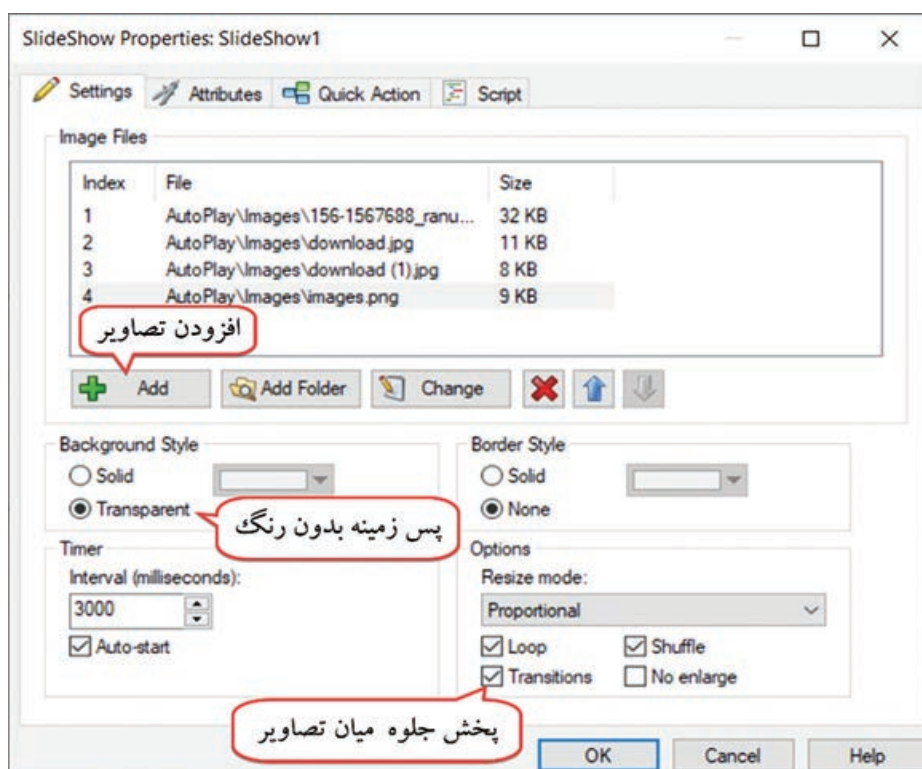 SlideShow Properties: SlideShow1
Settings Attributes Quick Action Script
Image Files
Index File Size
1 AutoPlay\Images\156-1567688_ranu... 32 KB
2 AutoPlay\Images\download.jpg 11 KB
3 AutoPlay\Images\download (1).jpg 8 KB
4 AutoPlay\Images\images.png 9 KB
افزودن تصاویر
Add Add Folder Change
Background Style
Solid
Transparent
پس زمینه بدون رنگ
Border Style
Solid
None
Timer
Interval (milliseconds):
3000
Auto-start
Options
Resize mode:
Proportional
Loop Shuffle
Transitions No enlarge
پخش جلوه میان تصاویر
OK Cancel Help